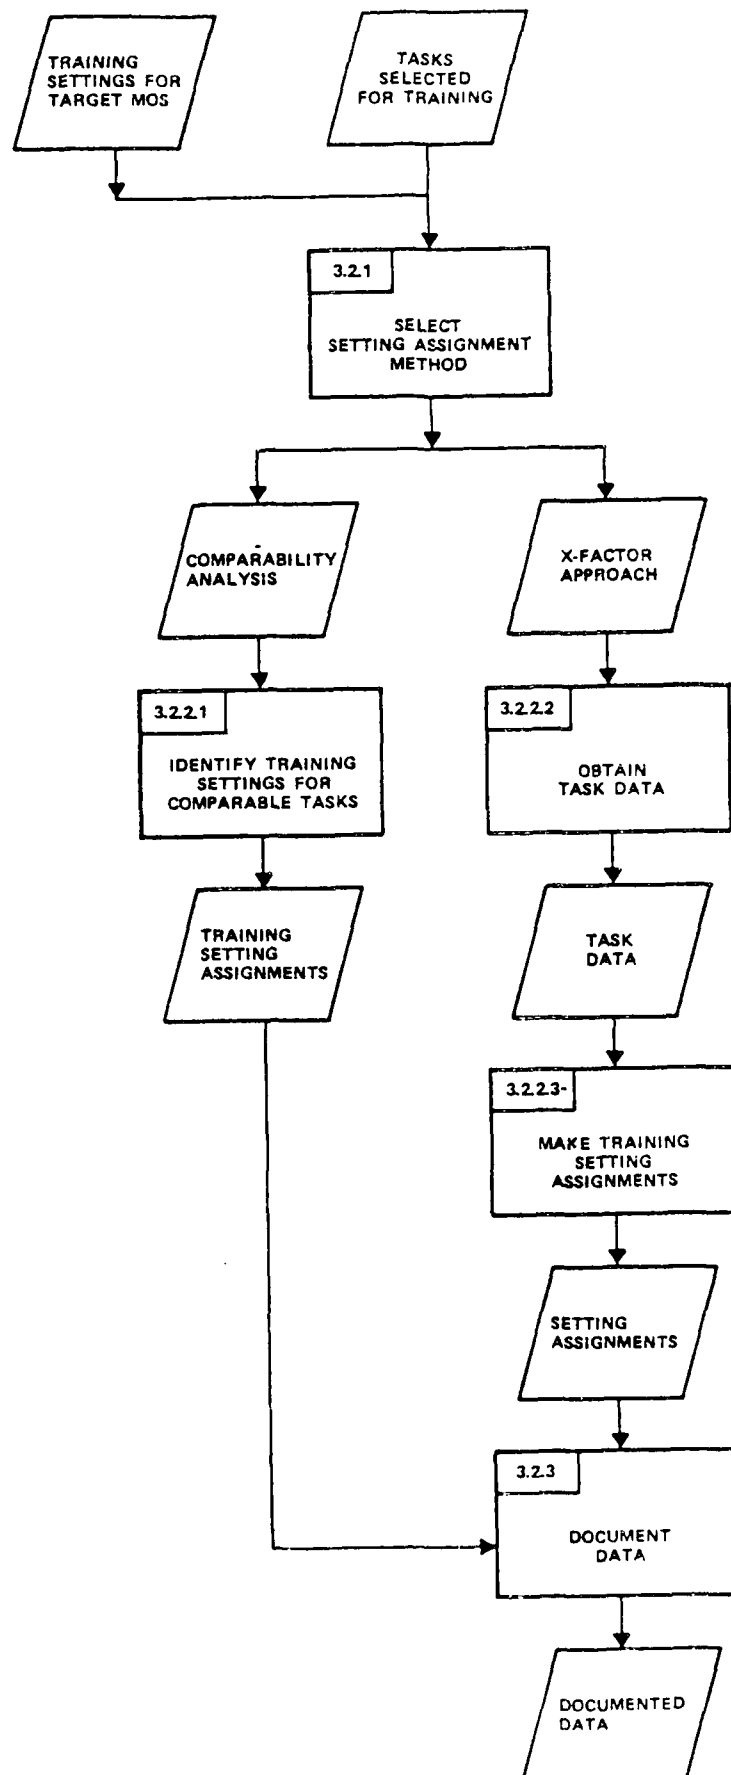 TRAINING
SETTINGS FOR
TARGET MOS
TASKS
SELECTED
FOR TRAINING
3.2.1
SELECT
SETTING ASSIGNMENT
METHOD
COMPARABILITY
ANALYSIS
X-FACTOR
APPROACH
3.2.2.1
IDENTIFY TRAINING
SETTINGS FOR
COMPARABLE TASKS
3.2.2.2
OBTAIN
TASK DATA
TRAINING
SETTING
ASSIGNMENTS
TASK
DATA
3.2.2.3-
MAKE TRAINING
SETTING
ASSIGNMENTS
SETTING
ASSIGNMENTS
3.2.3
DOCUMENT
DATA
DOCUMENTED
DATA